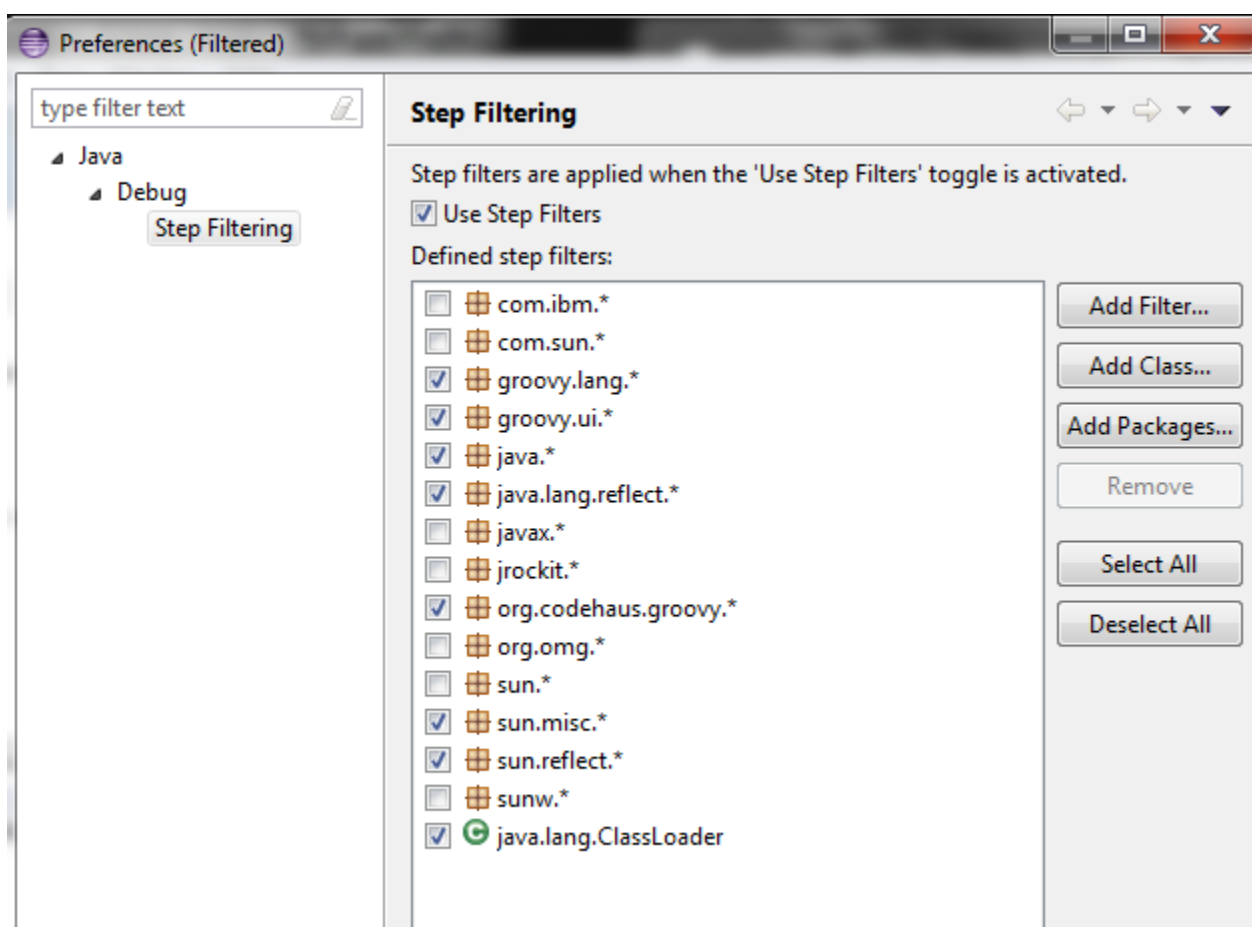 Preferences (Filtered)
type filter text
Java
Debug
Step Filtering
Step Filtering
Step filters are applied when the 'Use Step Filters' toggle is activated.
Use Step Filters
Defined step filters:
com.ibm.*
com.sun.*
groovy.lang.*
groovy.ui.*
java.*
java.lang.reflect.*
javax.*
jrockit.*
org.codehaus.groovy.*
org.omg.*
sun.*
sun.misc.*
sun.reflect.*
sunw.*
java.lang.ClassLoader
Add Filter...
Add Class...
Add Packages...
Remove
Select All
Deselect All